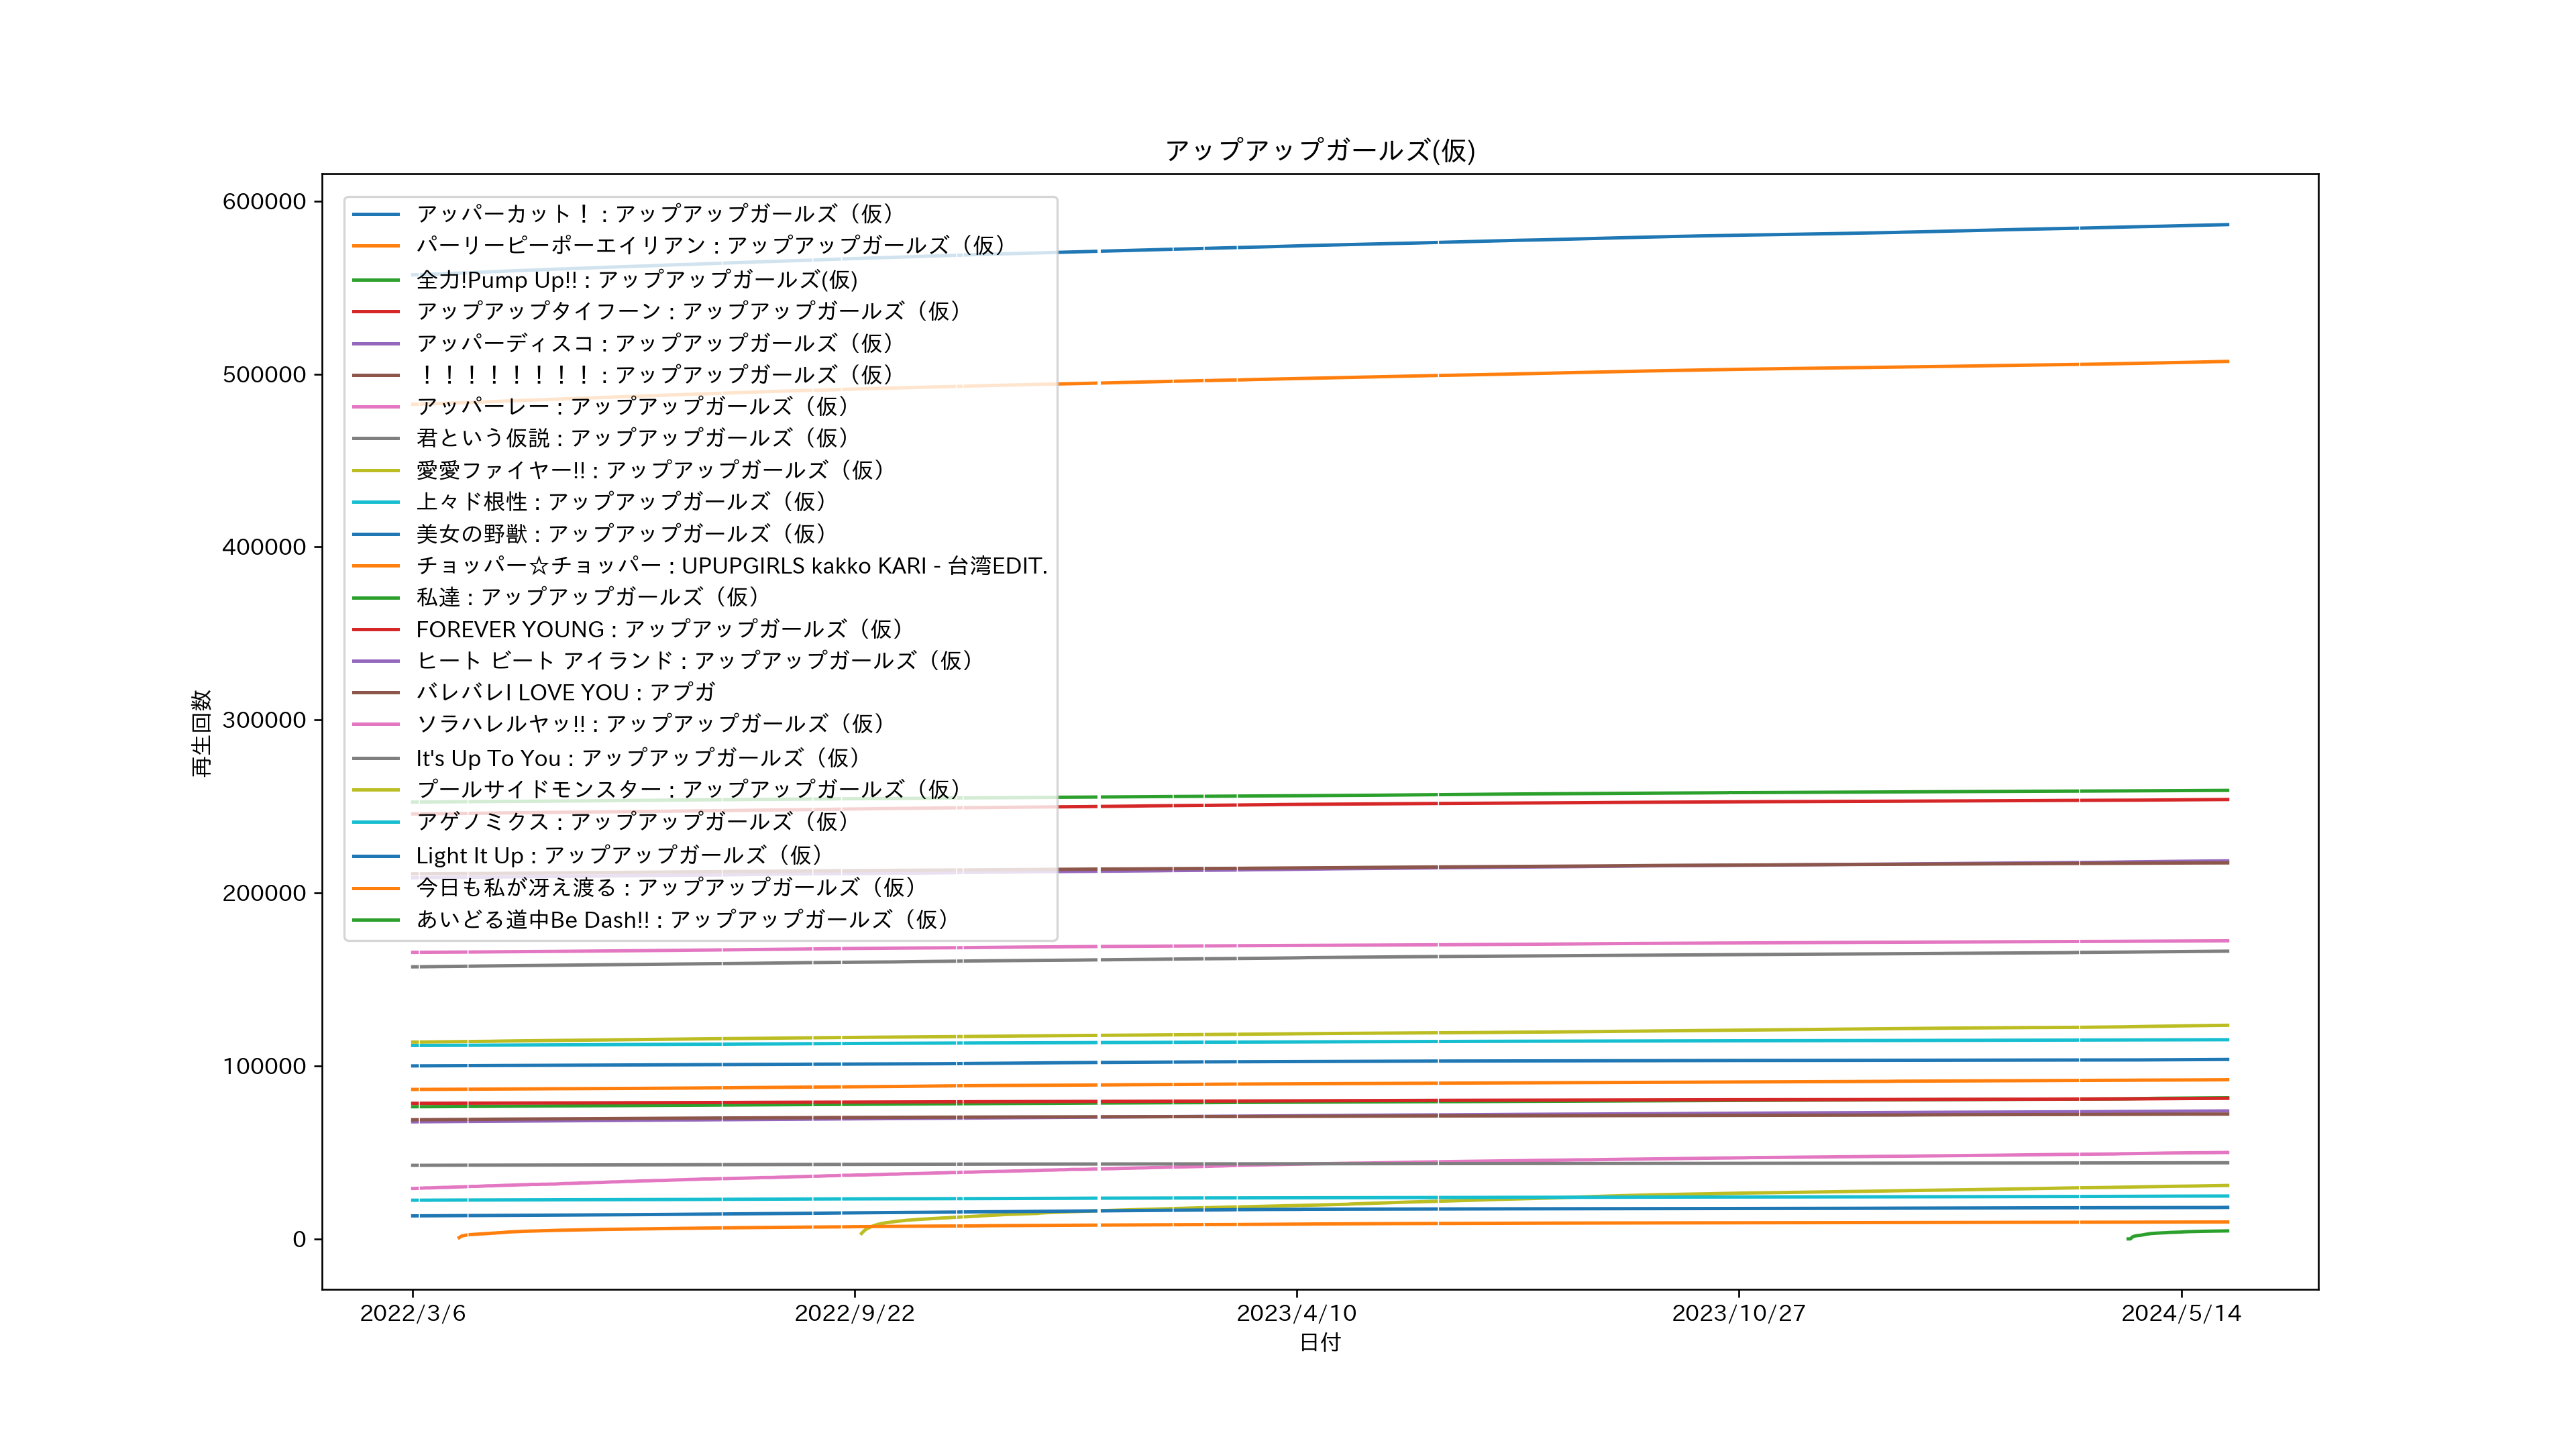 アップアップガールズ(仮)
600000
500000
400000
300000
200000
100000
0
再生回数
アッパーカット！ : アップアップガールズ（仮）
パーリーピーポーエイリアン : アップアップガールズ（仮）
全力!Pump Up!! : アップアップガールズ(仮)
アップアップタイフーン : アップアップガールズ（仮）
アッパーディスコ : アップアップガールズ（仮）
！！！！！！！！ : アップアップガールズ（仮）
アッパーレー : アップアップガールズ（仮）
君という仮説 : アップアップガールズ（仮）
愛愛ファイヤー!! : アップアップガールズ（仮）
上々ド根性 : アップアップガールズ（仮）
美女の野獣 : アップアップガールズ（仮）
チョッパー☆チョッパー : UPUPGIRLS kakko KARI - 台湾EDIT.
私達 : アップアップガールズ（仮）
FOREVER YOUNG : アップアップガールズ（仮）
ヒート ビート アイランド : アップアップガールズ（仮）
バレバレI LOVE YOU : アプガ
ソラハレルヤッ!! : アップアップガールズ（仮）
It's Up To You : アップアップガールズ（仮）
プールサイドモンスター : アップアップガールズ（仮）
アゲノミクス : アップアップガールズ（仮）
Light It Up : アップアップガールズ（仮）
今日も私が冴え渡る : アップアップガールズ（仮）
あいどる道中Be Dash!! : アップアップガールズ（仮）
2022/3/6
2022/9/22
2023/4/10
2023/10/27
2024/5/14
日付